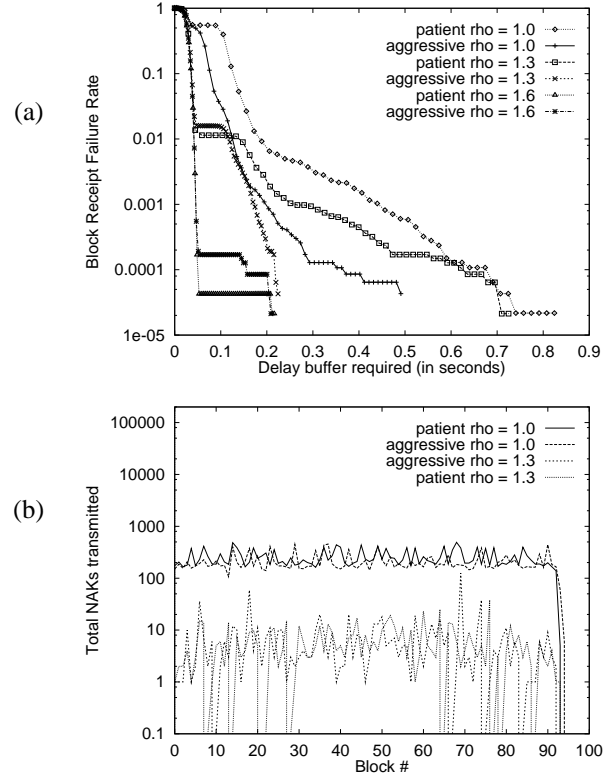 (a)
Block Receipt Failure Rate
1
0.1
0.01
0.001
0.0001
1e-05
patient rho = 1.0
aggressive rho = 1.0
patient rho = 1.3
aggressive rho = 1.3
patient rho = 1.6
aggressive rho = 1.6
0 0.1 0.2 0.3 0.4 0.5 0.6 0.7 0.8 0.9
Delay buffer required (in seconds)
(b)
Total NAKs transmitted
100000
10000
1000
100
10
1
0.1
patient rho = 1.0
aggressive rho = 1.0
aggressive rho = 1.3
patient rho = 1.3
0 10 20 30 40 50 60 70 80 90 100
Block #